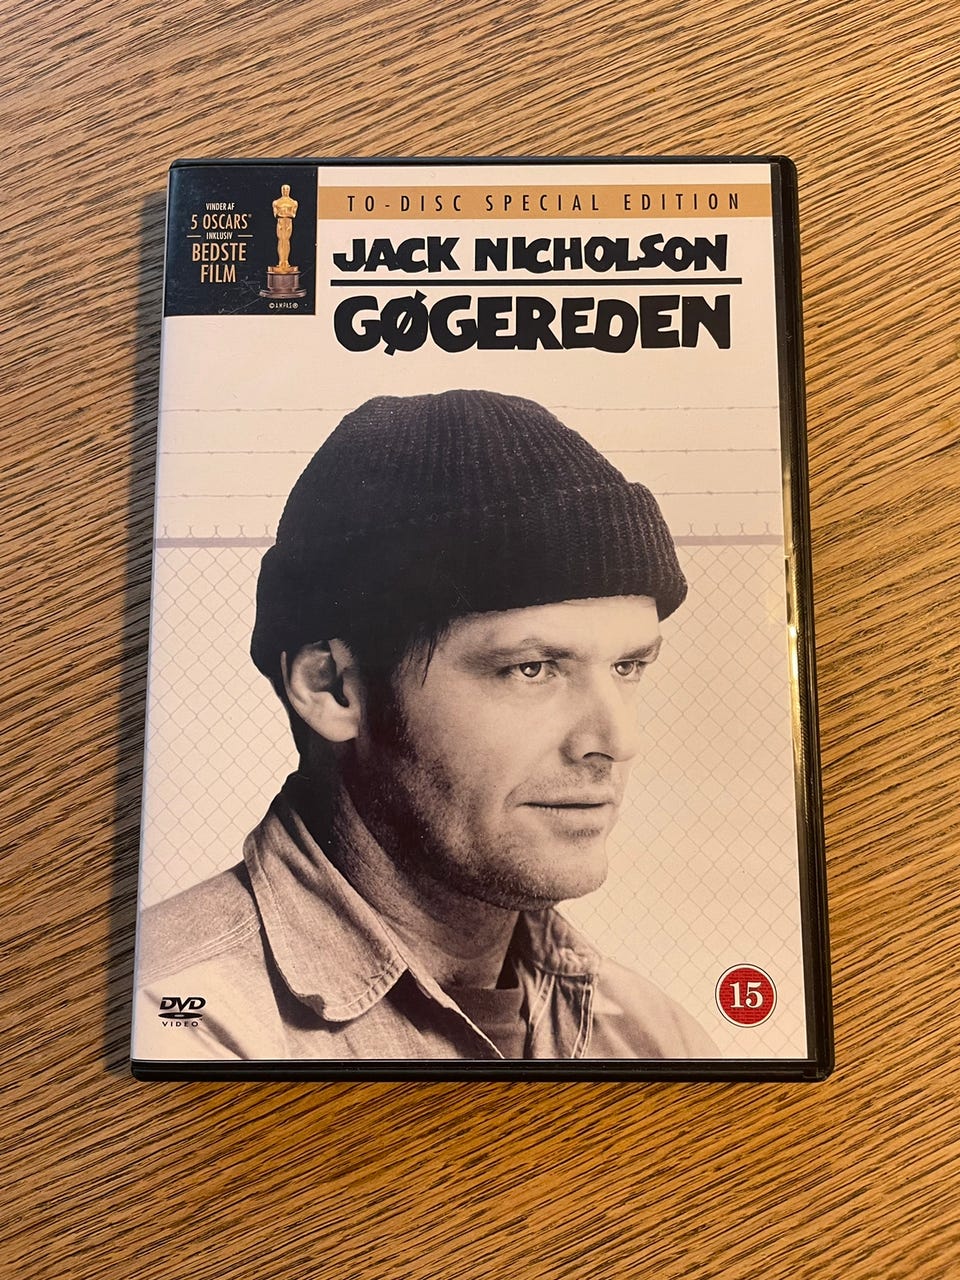 VINDER AF
5 OSCARS®
INKLUSIV
BEDSTE
FILM
©A.M.P.A.S.®
TO-DISC SPECIAL EDITION
JACK NICHOLSON
GØGEREDEN
DVD
VIDEO
15